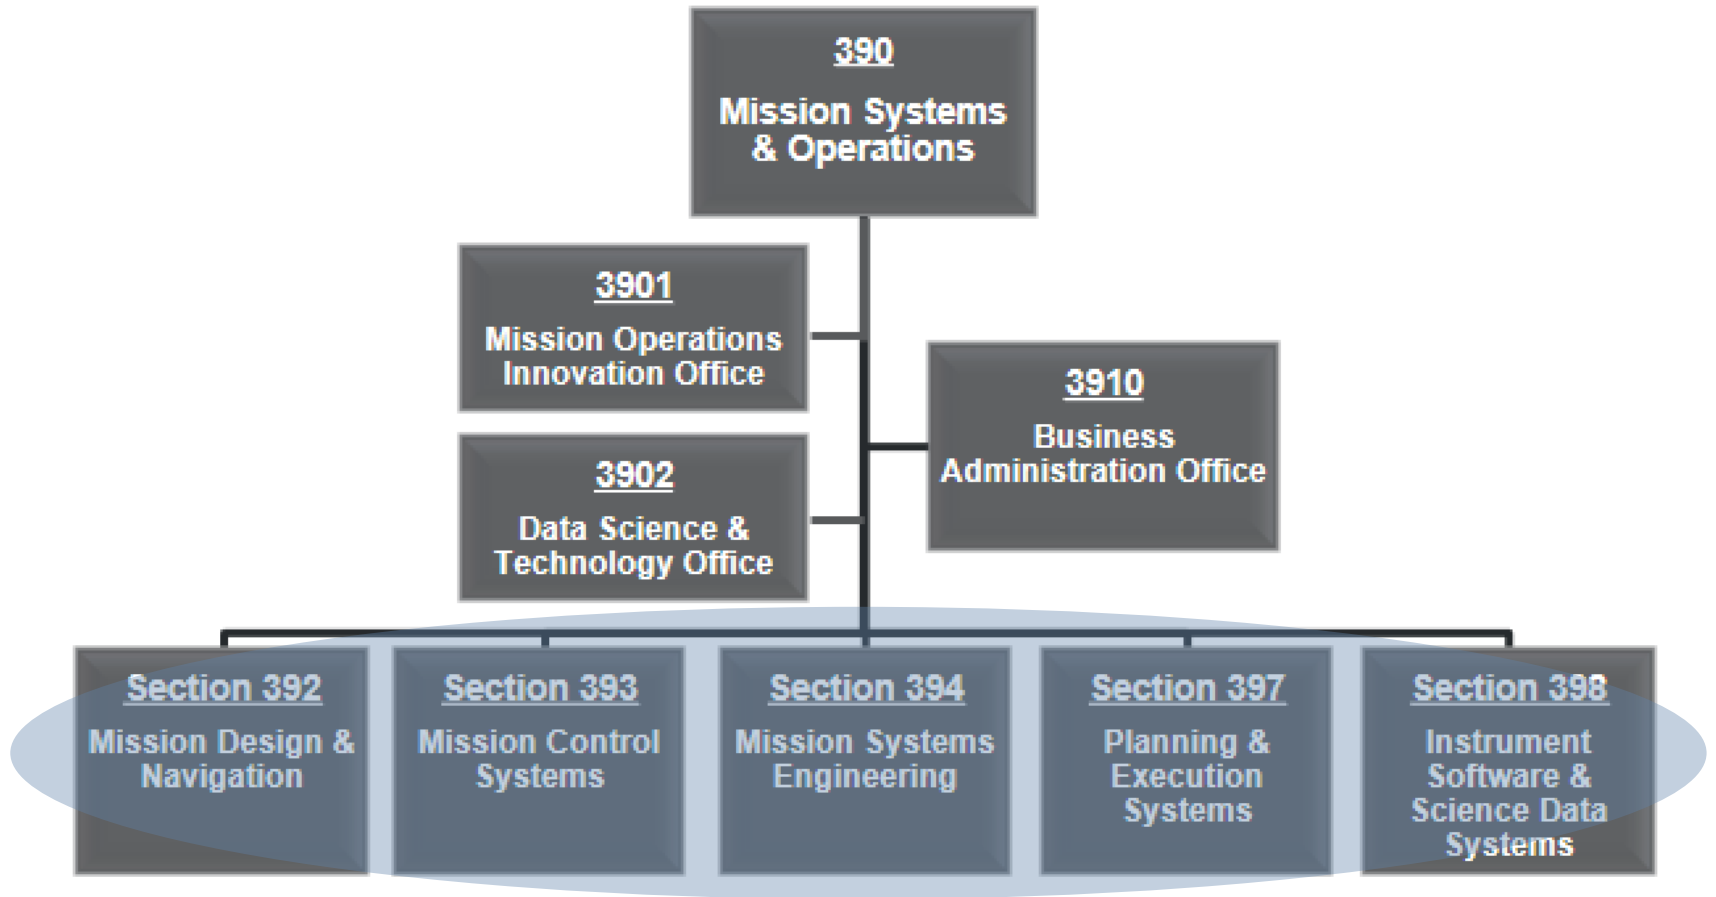 390
Mission Systems
& Operations
3901
Mission Operations
Innovation Office
3910
Business
Administration Office
3902
Data Science &
Technology Office
Section 392
Mission Design &
Navigation
Section 393
Mission Control
Systems
Section 394
Mission Systems
Engineering
Section 397
Planning &
Execution
Systems
Section 398
Instrument
Software &
Science Data
Systems